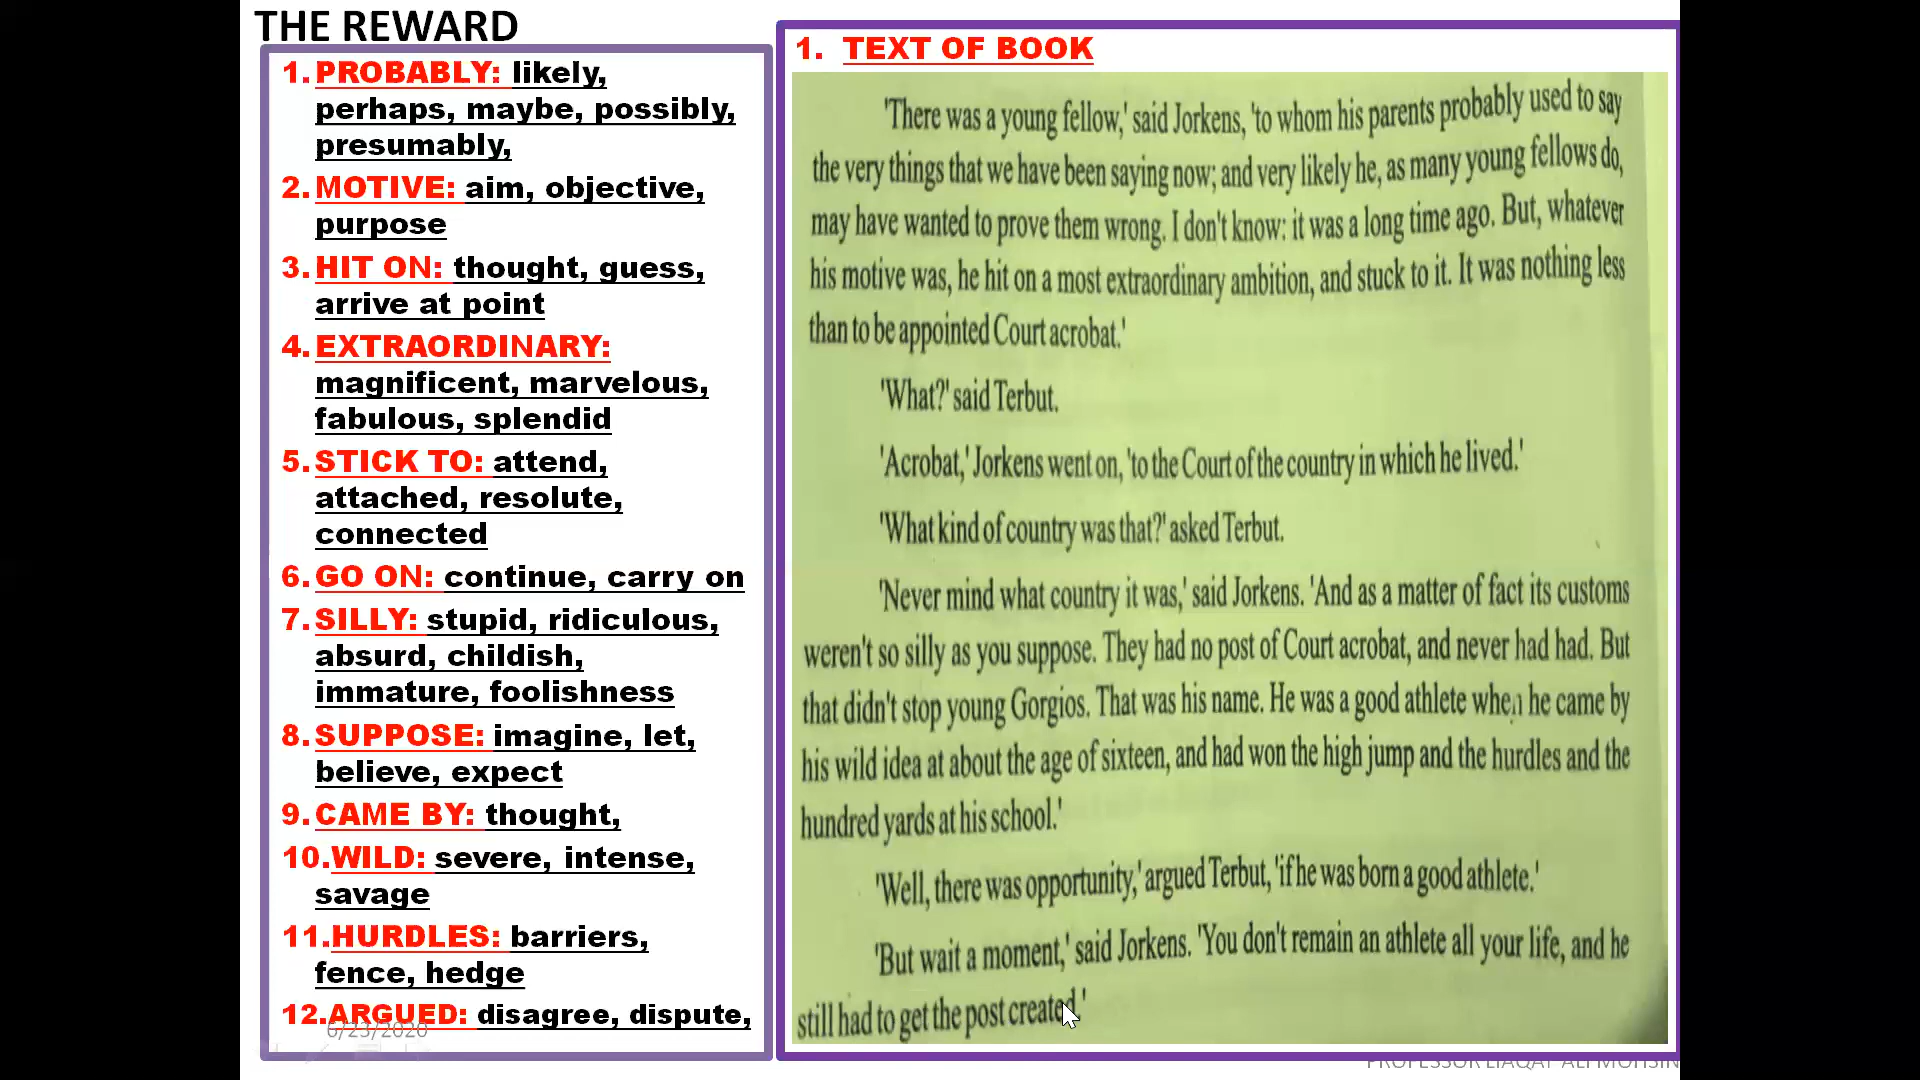 THE REWARD
1. PROBABLY: likely,
perhaps, maybe, possibly,
presumably,
2. MOTIVE: aim, objective,
purpose
3. HIT ON: thought, guess,
arrive at point
4. EXTRAORDINARY:
magnificent, marvelous,
fabulous, splendid
5. STICK TO: attend,
attached, resolute,
connected
6. GO ON: continue, carry on
7. SILLY: stupid, ridiculous,
absurd, childish,
immature, foolishness
8. SUPPOSE: imagine, let,
believe, expect
9. CAME BY: thought,
10. WILD: severe, intense,
savage
11. HURDLES: barriers,
fence, hedge
12. ARGUED: disagree, dispute,
6/23/2020
1. TEXT OF BOOK
'There was a young fellow,' said Jorkens, 'to whom his parents probably used to say
the very things that we have been saying now; and very likely he, as many young fellows do,
may have wanted to prove them wrong. I don't know: it was a long time ago. But, whatever
his motive was, he hit on a most extraordinary ambition, and stuck to it. It was nothing less
than to be appointed Court acrobat.'
'What?' said Terbut.
'Acrobat,' Jorkens went on, 'to the Court of the country in which he lived.'
'What kind of country was that?' asked Terbut.
'Never mind what country it was,' said Jorkens. 'And as a matter of fact its customs
weren't so silly as you suppose. They had no post of Court acrobat, and never had had. But
that didn't stop young Gorgios. That was his name. He was a good athlete when he came by
his wild idea at about the age of sixteen, and had won the high jump and the hurdles and the
hundred yards at his school.'
'Well, there was opportunity,' argued Terbut, 'if he was born a good athlete.'
'But wait a moment,' said Jorkens. 'You don't remain an athlete all your life, and he
still had to get the post created.'
PROFESSOR LIAQAT ALI MOHSIN